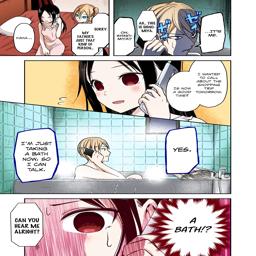 AH, THIS
IS SHINO-
MIYA.
...IT'S
ME.
OH,
SHIRO-
MIYA?
SORRY
MY
FATHER'S
JUST THAT
KIND OF
PERSON.
HAHA...
I WANTED
TO CALL
ABOUT THE
SHOPPING TRIP
TOMORROW.
IS NOW
A GOOD
TIME?
YES.
I'M JUST
TAKING
A BATH
NOW, SO I
CAN TALK.
A
BATH!?
CAN YOU
HEAR ME
ALRIGHT?